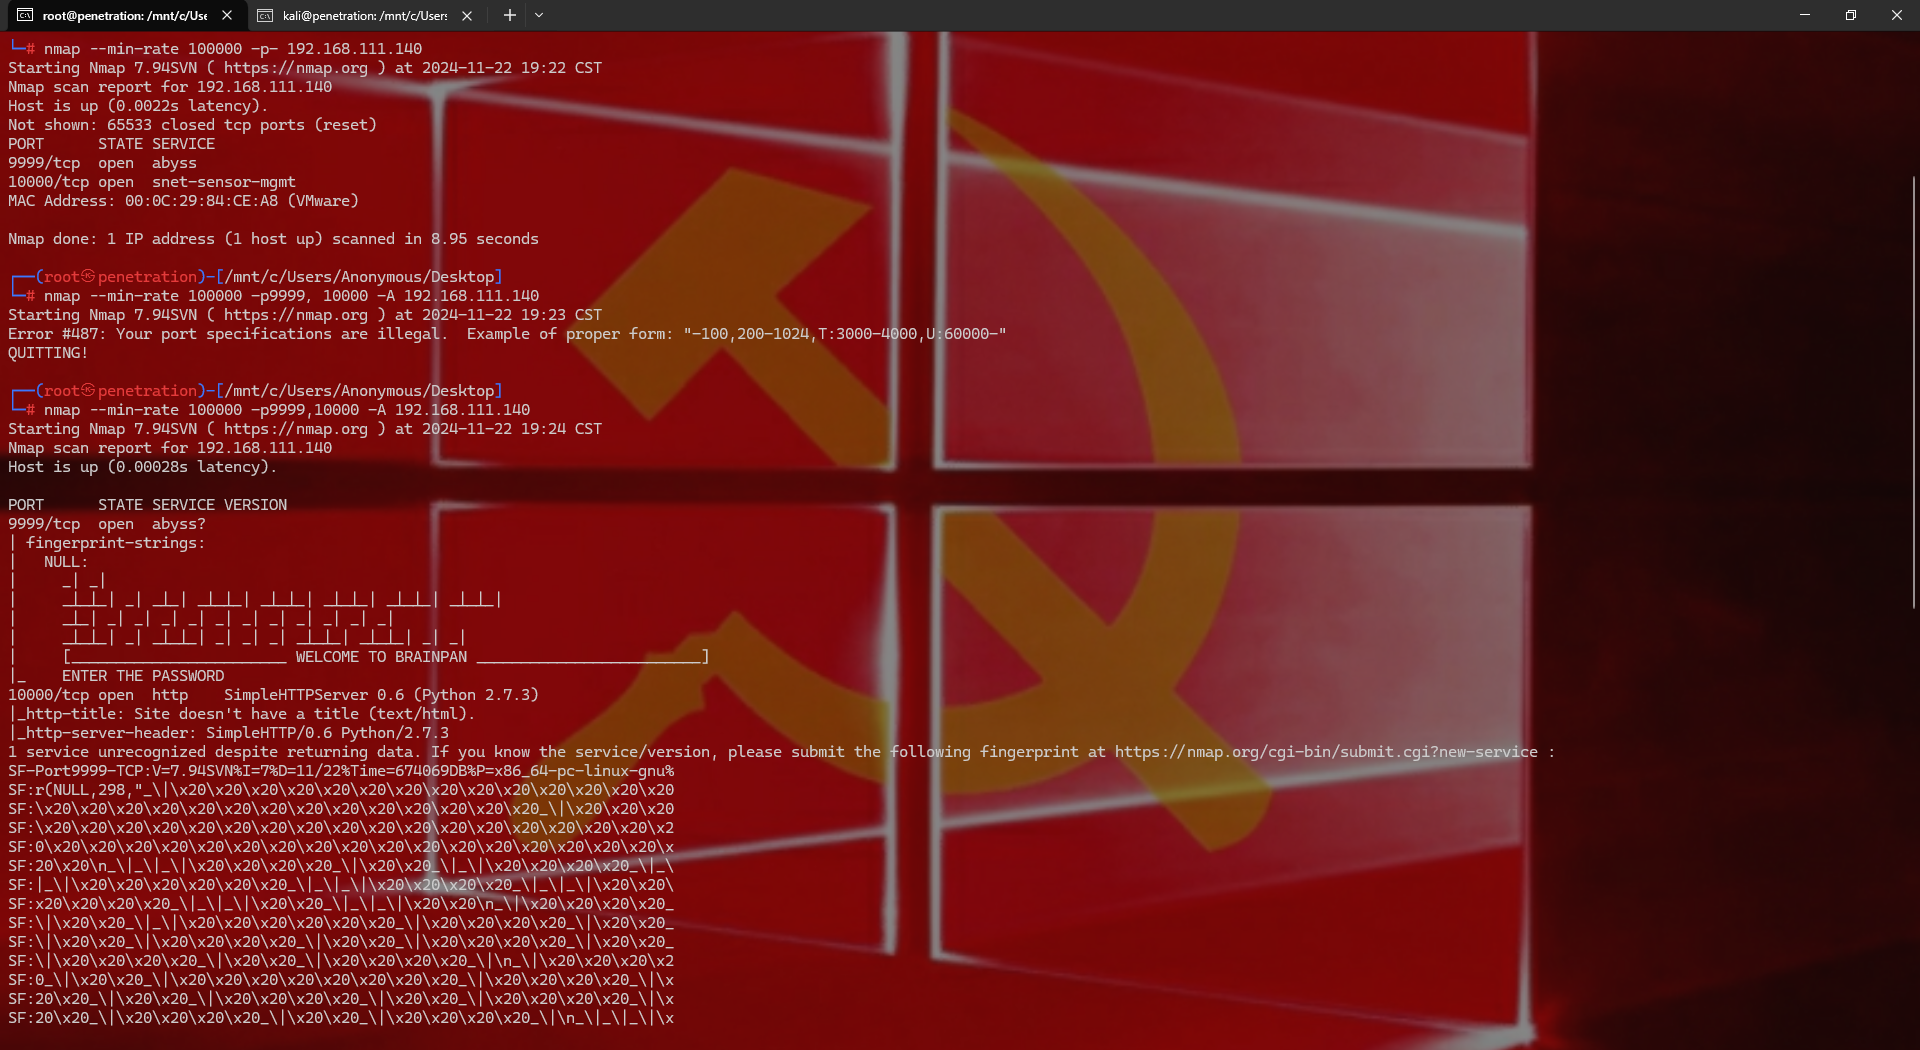 root@penetration: /mnt/c/Use
kali@penetration: /mnt/c/Users
└─# nmap --min-rate 100000 -p- 192.168.111.140
Starting Nmap 7.94SVN ( https://nmap.org ) at 2024-11-22 19:22 CST
Nmap scan report for 192.168.111.140
Host is up (0.0022s latency).
Not shown: 65533 closed tcp ports (reset)
PORT      STATE SERVICE
9999/tcp  open  abyss
10000/tcp open  snet-sensor-mgmt
MAC Address: 00:0C:29:84:CE:A8 (VMware)
Nmap done: 1 IP address (1 host up) scanned in 8.95 seconds
┌──(root㉿penetration)-[/mnt/c/Users/Anonymous/Desktop]
└─# nmap --min-rate 100000 -p9999, 10000 -A 192.168.111.140
Starting Nmap 7.94SVN ( https://nmap.org ) at 2024-11-22 19:23 CST
Error #487: Your port specifications are illegal.  Example of proper form: "-100,200-1024,T:3000-4000,U:60000-"
QUITTING!
┌──(root㉿penetration)-[/mnt/c/Users/Anonymous/Desktop]
└─# nmap --min-rate 100000 -p9999,10000 -A 192.168.111.140
Starting Nmap 7.94SVN ( https://nmap.org ) at 2024-11-22 19:24 CST
Nmap scan report for 192.168.111.140
Host is up (0.00028s latency).
PORT      STATE SERVICE VERSION
9999/tcp  open  abyss?
| fingerprint-strings:
|   NULL:
|     _| _|
|     _|_|_| _| _|_| _|_|_| _|_|_| _|_|_| _|_|_| _|_|_|
|     _|_| _| _| _| _| _| _| _| _| _| _| _|
|     _|_|_| _| _|_|_| _| _| _| _|_|_| _|_|_| _| _|
|     [________________________ WELCOME TO BRAINPAN _________________________]
|_    ENTER THE PASSWORD
10000/tcp open  http    SimpleHTTPServer 0.6 (Python 2.7.3)
|_http-title: Site doesn't have a title (text/html).
|_http-server-header: SimpleHTTP/0.6 Python/2.7.3
1 service unrecognized despite returning data. If you know the service/version, please submit the following fingerprint at https://nmap.org/cgi-bin/submit.cgi?new-service :
SF-Port9999-TCP:V=7.94SVN%I=7%D=11/22%Time=674069DB%P=x86_64-pc-linux-gnu%
SF:r(NULL,298,"_\|\x20\x20\x20\x20\x20\x20\x20\x20\x20\x20\x20\x20\x20\x20
SF:\x20\x20\x20\x20\x20\x20\x20\x20\x20\x20\x20\x20\x20\x20_\|\x20\x20\x20
SF:\x20\x20\x20\x20\x20\x20\x20\x20\x20\x20\x20\x20\x20\x20\x20\x20\x20\x2
SF:0\x20\x20\x20\x20\x20\x20\x20\x20\x20\x20\x20\x20\x20\x20\x20\x20\x20\x
SF:20\x20\n_\|_\|_\|\x20\x20\x20\x20_\|\x20\x20_\|_\|\x20\x20\x20\x20_\|_\
SF:|_\|\x20\x20\x20\x20\x20\x20_\|_\|_\|\x20\x20\x20\x20_\|_\|_\|\x20\x20\
SF:x20\x20\x20\x20_\|_\|_\|\x20\x20_\|_\|_\|\x20\x20\n_\|\x20\x20\x20\x20_
SF:\|\x20\x20_\|_\|\x20\x20\x20\x20\x20\x20_\|\x20\x20\x20\x20_\|\x20\x20_
SF:\|\x20\x20_\|\x20\x20\x20\x20_\|\x20\x20_\|\x20\x20\x20\x20_\|\x20\x20_
SF:\|\x20\x20\x20\x20_\|\x20\x20_\|\x20\x20\x20\x20_\|\n_\|\x20\x20\x20\x2
SF:0_\|\x20\x20_\|\x20\x20\x20\x20\x20\x20\x20\x20_\|\x20\x20\x20\x20_\|\x
SF:20\x20_\|\x20\x20_\|\x20\x20\x20\x20_\|\x20\x20_\|\x20\x20\x20\x20_\|\x
SF:20\x20_\|\x20\x20\x20\x20_\|\x20\x20_\|\x20\x20\x20\x20_\|\n_\|_\|_\|\x